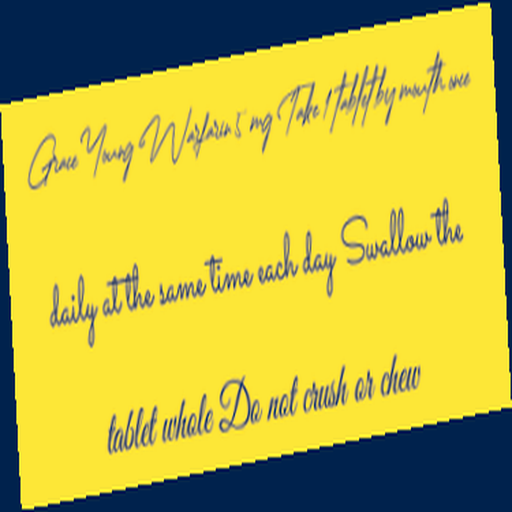 Grace Young Warfarin 5 mg Take 1 tablet by mouth once
daily at the same time each day Swallow the
tablet whole Do not crush or chew